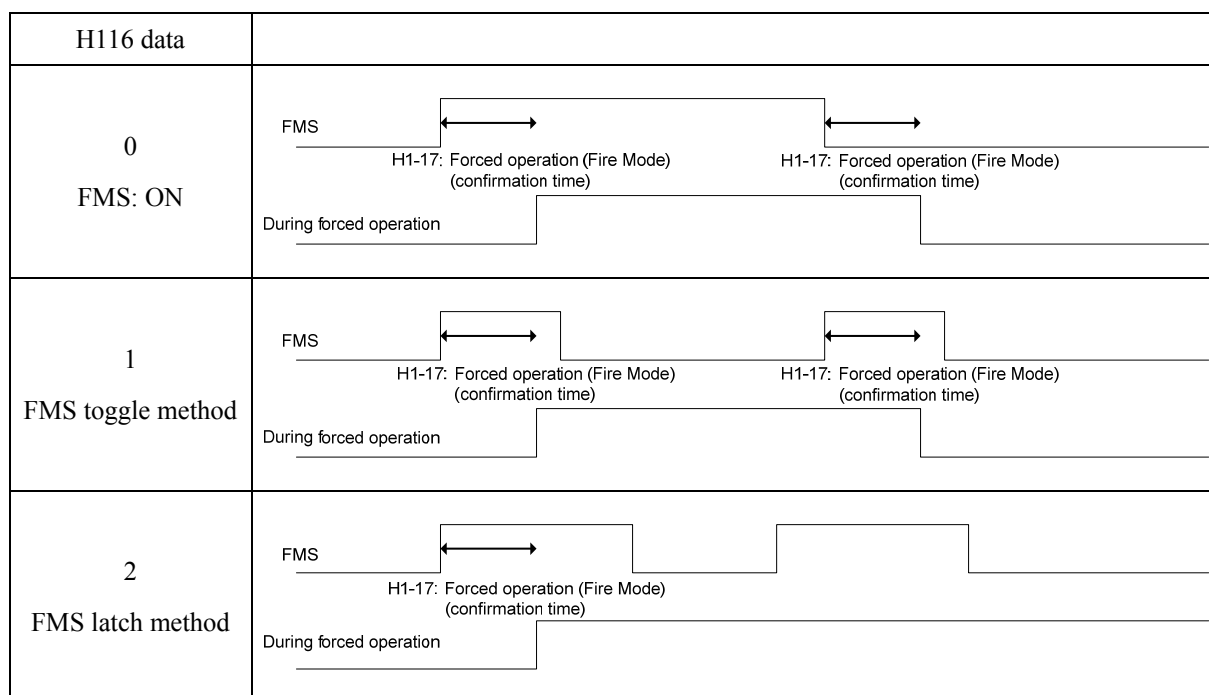 H116 data
0
FMS: ON
FMS
H1-17: Forced operation (Fire Mode)
(confirmation time)
H1-17: Forced operation (Fire Mode)
(confirmation time)
During forced operation
1
FMS toggle method
FMS
H1-17: Forced operation (Fire Mode)
(confirmation time)
H1-17: Forced operation (Fire Mode)
(confirmation time)
During forced operation
2
FMS latch method
FMS
H1-17: Forced operation (Fire Mode)
(confirmation time)
During forced operation